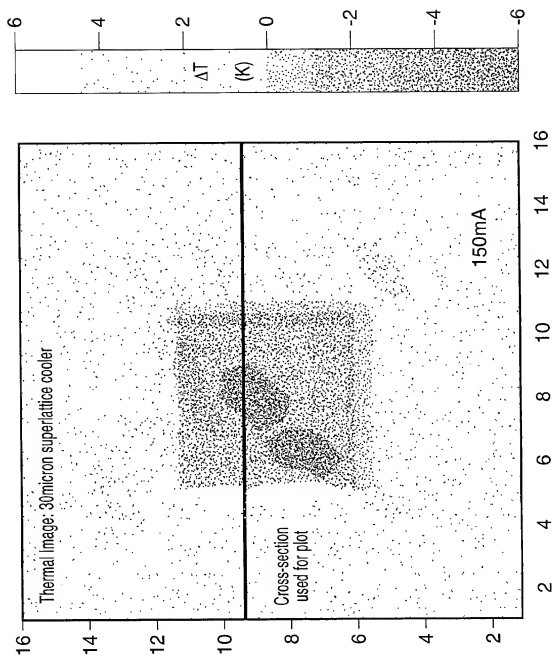 Thermal Image: 30micron superlattice cooler
Cross-section
used for plot
150mA
16
14
12
10
8
6
4
2
2 4 6 8 10 12 14 16
ΔT
(K)
6
4
2
0
-2
-4
-6